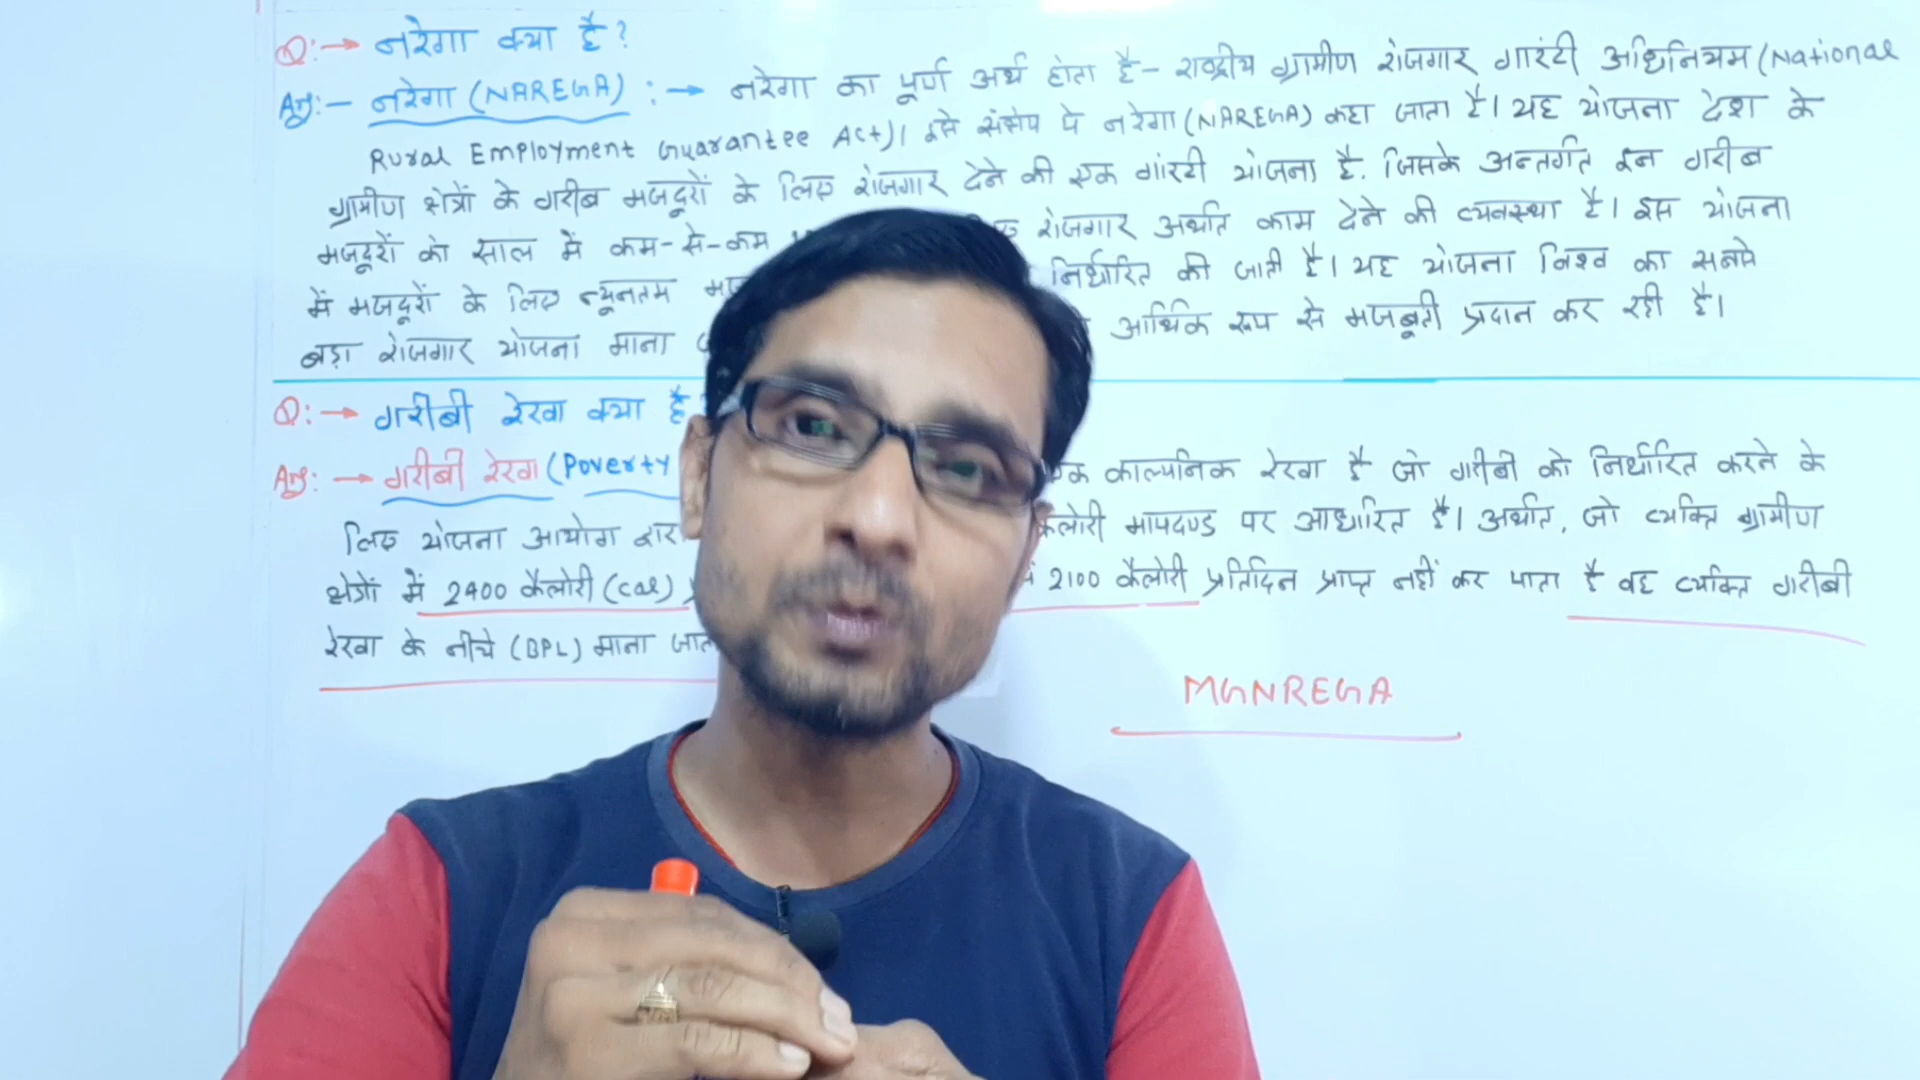 Q:→ नरेगा क्या है?
Ans:- नरेगा (NAREGA) :→ नरेगा का पूर्ण अर्थ होता है- राष्ट्रीय ग्रामीण रोजगार गारंटी अधिनियम (National
Rural Employment Guarantee Act)। इसे संक्षेप में नरेगा (NAREGA) कहा जाता है। यह योजना देश के
ग्रामीण क्षेत्रों के गरीब मजदूरों के लिए रोजगार देने की एक गांरटी योजना है. जिसके अन्तर्गत इन गरीब
मजदूरों को साल में कम-से-कम रोजगार अर्थात काम देने की व्यवस्था है। इस योजना
में मजदूरों के लिए न्यूनतम निर्धारित की जाती है। यह योजना विश्व का सबसे
बड़ा रोजगार योजना माना आर्थिक रूप से मजबूती प्रदान कर रही है।
Q:→ गरीबी रेखा क्या है?
Ans:→ गरीबी रेखा (Poverty एक काल्पनिक रेखा है जो गरीबी को निर्धारित करने के
लिए योजना आयोग कैलोरी मापदण्ड पर आधारित है। अर्थात, जो व्यक्ति ग्रामीण
क्षेत्रों में 2400 कैलोरी (cal) 2100 कैलोरी प्रतिदिन प्राप्त नहीं कर पाता है वह व्यक्ति गरीबी
रेखा के नीचे (BPL) माना
MGNREGA